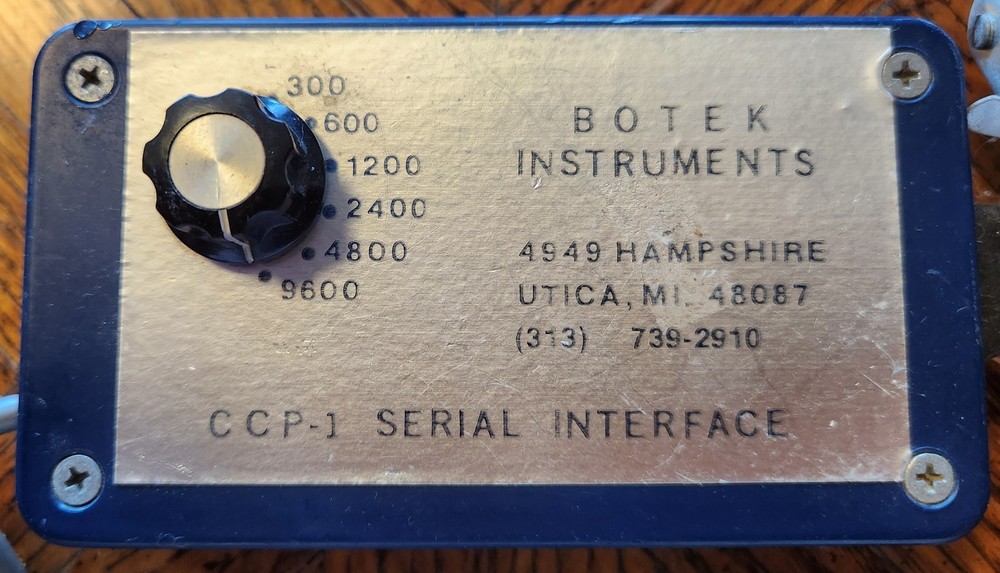 300
600
1200
2400
4800
9600
BOTEK
INSTRUMENTS
4949 HAMPSHIRE
UTICA, MI. 48087
(313) 739-2910
CCP-1 SERIAL INTERFACE